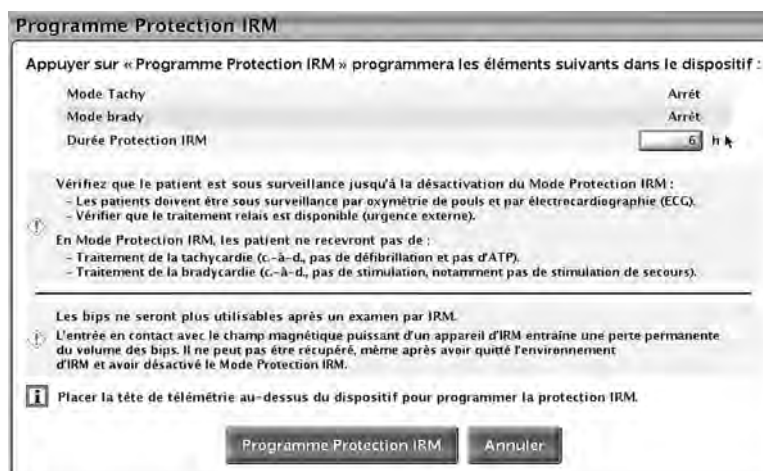 Programme Protection IRM
Appuyer sur « Programme Protection IRM » programmera les éléments suivants dans le dispositif :
Mode Tachy Arrêt
Mode brady Arrêt
Durée Protection IRM 6 h
Vérifiez que le patient est sous surveillance jusqu'à la désactivation du Mode Protection IRM :
- Les patients doivent être sous surveillance par oxymétrie de pouls et par électrocardiographie (ECG).
- Vérifier que le traitement relais est disponible (urgence externe).
En Mode Protection IRM, les patient ne recevront pas de :
- Traitement de la tachycardie (c.-à-d., pas de défibrillation et pas d'ATP).
- Traitement de la bradycardie (c.-à-d., pas de stimulation, notamment pas de stimulation de secours).
Les bips ne seront plus utilisables après un examen par IRM.
L'entrée en contact avec le champ magnétique puissant d'un appareil d'IRM entraîne une perte permanente
du volume des bips. Il ne peut pas être récupéré, même après avoir quitté l'environnement
d'IRM et avoir désactivé le Mode Protection IRM.
i Placer la tête de télémétrie au-dessus du dispositif pour programmer la protection IRM.
Programme Protection IRM Annuler